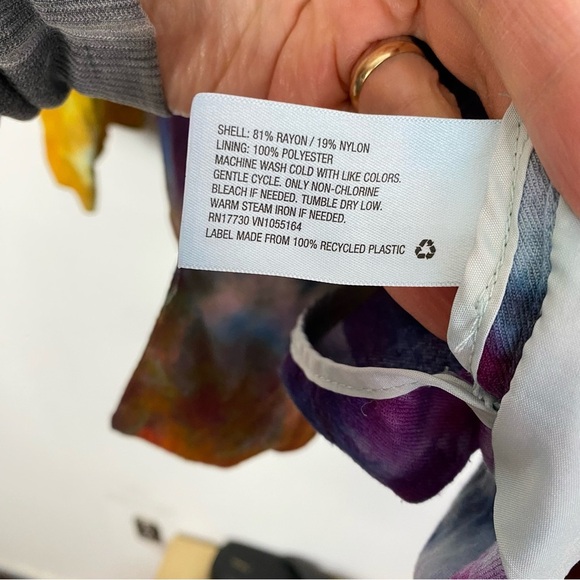 SHELL: 81% RAYON / 19% NYLON
LINING: 100% POLYESTER
MACHINE WASH COLD WITH LIKE COLORS.
GENTLE CYCLE. ONLY NON-CHLORINE
BLEACH IF NEEDED. TUMBLE DRY LOW.
WARM STEAM IRON IF NEEDED.
RN17730 VN1055164
LABEL MADE FROM 100% RECYCLED PLASTIC